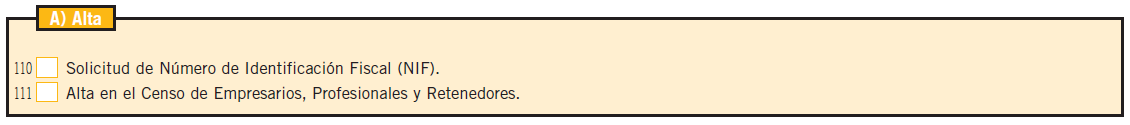 A) Alta
110 Solicitud de Número de Identificación Fiscal (NIF).
111 Alta en el Censo de Empresarios, Profesionales y Retenedores.